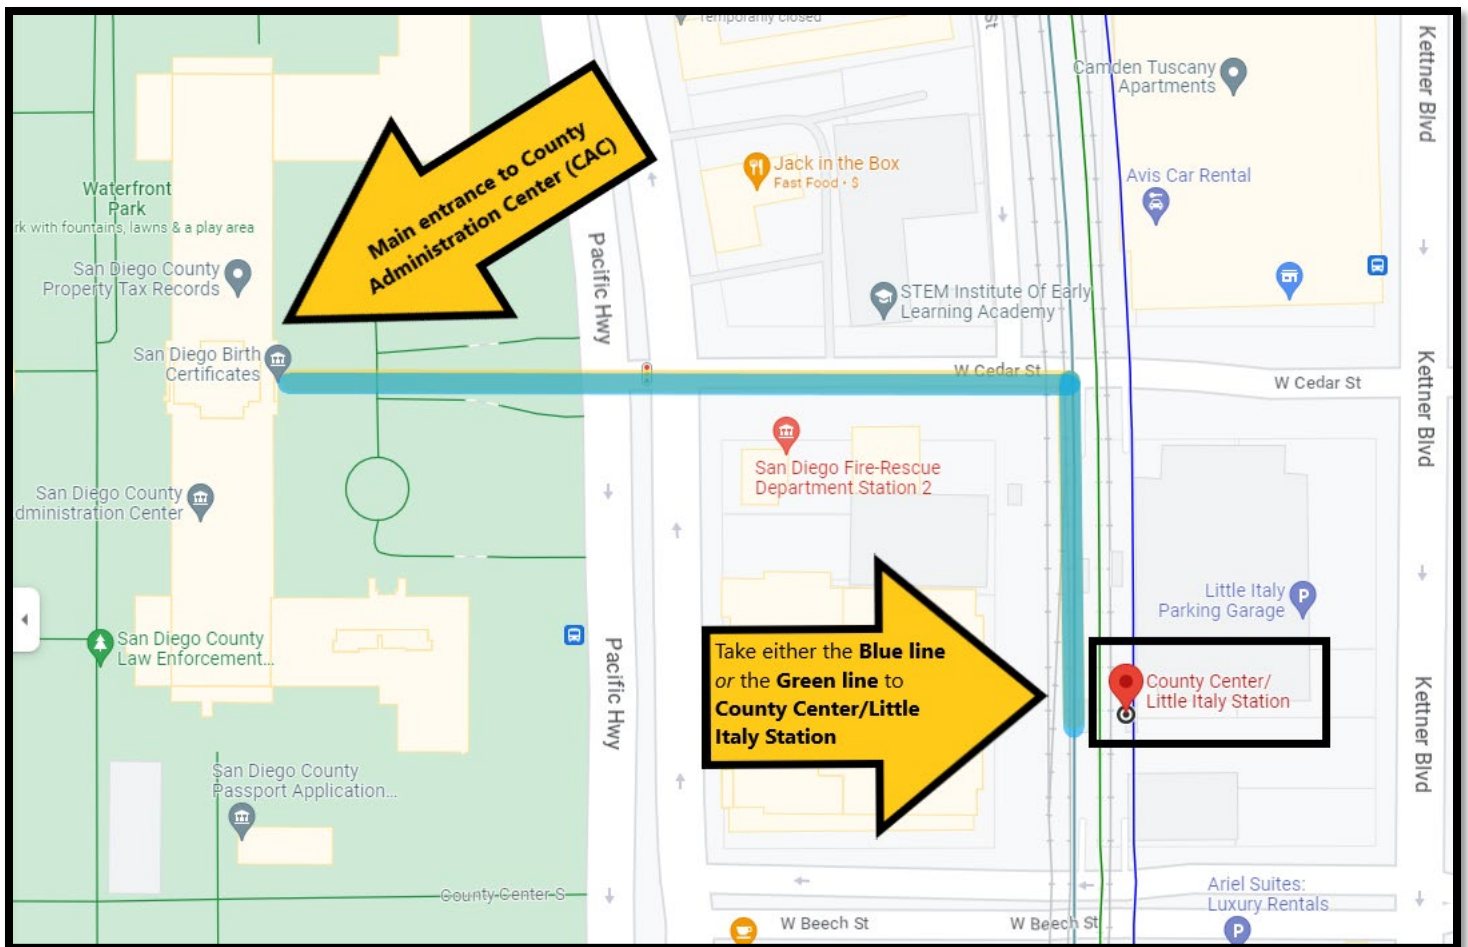 Temporarily closed
St
Kettner Blvd
Camden Tuscany
Apartments
Main entrance to County
Administration Center (CAC)
Jack in the Box
Fast Food · $
Avis Car Rental
Waterfront
Park
rk with fountains, lawns & a play area
Pacific Hwy
San Diego County
Property Tax Records
STEM Institute Of Early
Learning Academy
San Diego Birth
Certificates
W Cedar St
W Cedar St
Kettner Blvd
San Diego Fire-Rescue
Department Station 2
San Diego County
dministration Center
Little Italy
Parking Garage
P
San Diego County
Law Enforcement...
Pacific Hwy
Take either the Blue line
or the Green line to
County Center/Little
Italy Station
County Center/
Little Italy Station
Kettner Blvd
San Diego County
Passport Application...
County Center S
Ariel Suites:
Luxury Rentals
W Beech St
W Beech St
P